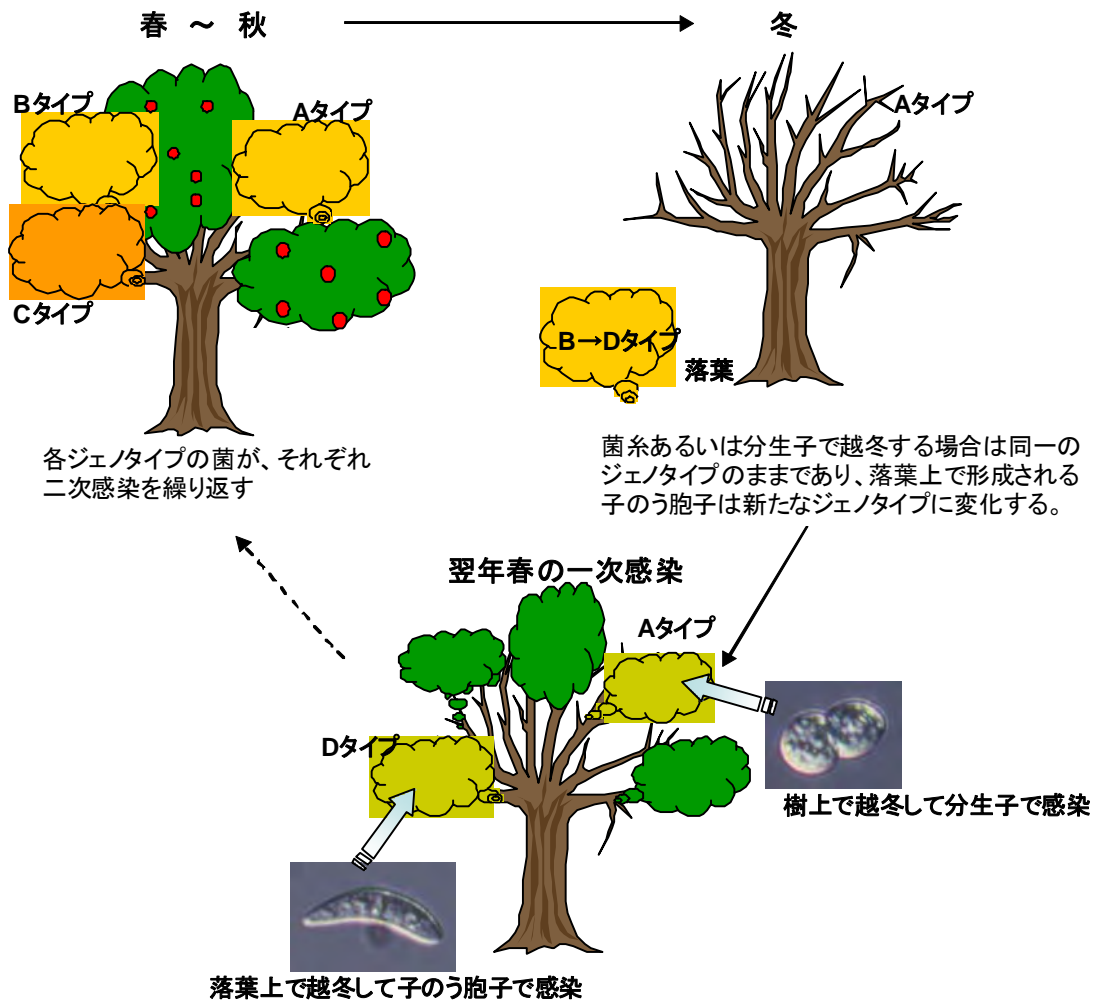 春 ~ 秋
冬
Bタイプ
Aタイプ
Aタイプ
Cタイプ
B→Dタイプ
落葉
各ジェノタイプの菌が、それぞれ
二次感染を繰り返す
菌糸あるいは分生子で越冬する場合は同一の
ジェノタイプのままであり、落葉上で形成される
子のう胞子は新たなジェノタイプに変化する。
翌年春の一次感染
Aタイプ
Dタイプ
樹上で越冬して分生子で感染
落葉上で越冬して子のう胞子で感染